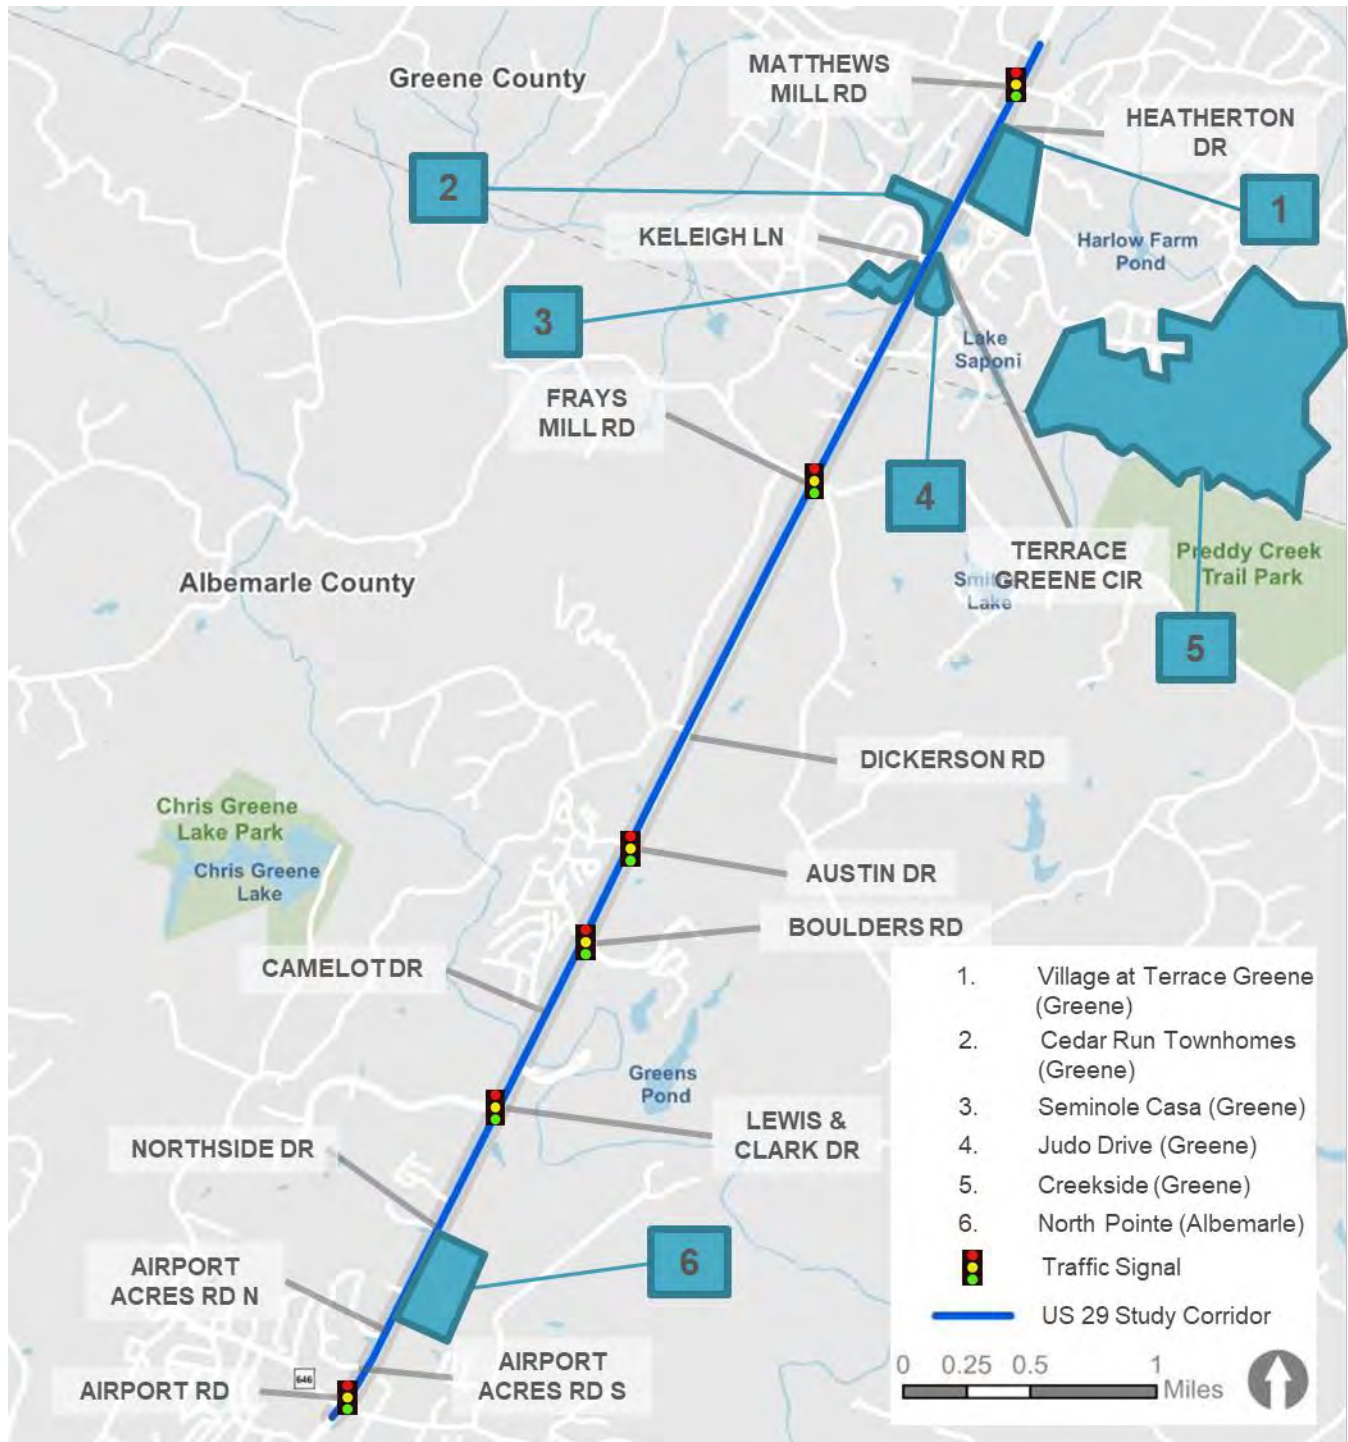 Greene County
MATTHEWS
MILL RD
HEATHERTON
DR
2
1
KELEIGH LN
Harlow Farm
Pond
3
Lake
Saponi
FRAYS
MILL RD
4
TERRACE
GREENE CIR
Smith
Lake
Preddy Creek
Trail Park
Albemarle County
5
DICKERSON RD
Chris Greene
Lake Park
Chris Greene
Lake
AUSTIN DR
BOULDERS RD
CAMELOT DR
Greens
Pond
LEWIS &
CLARK DR
NORTHSIDE DR
6
AIRPORT
ACRES RD N
AIRPORT
ACRES RD S
646
AIRPORT RD
1. Village at Terrace Greene
(Greene)
2. Cedar Run Townhomes
(Greene)
3. Seminole Casa (Greene)
4. Judo Drive (Greene)
5. Creekside (Greene)
6. North Pointe (Albemarle)
Traffic Signal
US 29 Study Corridor
0 0.25 0.5 1
Miles